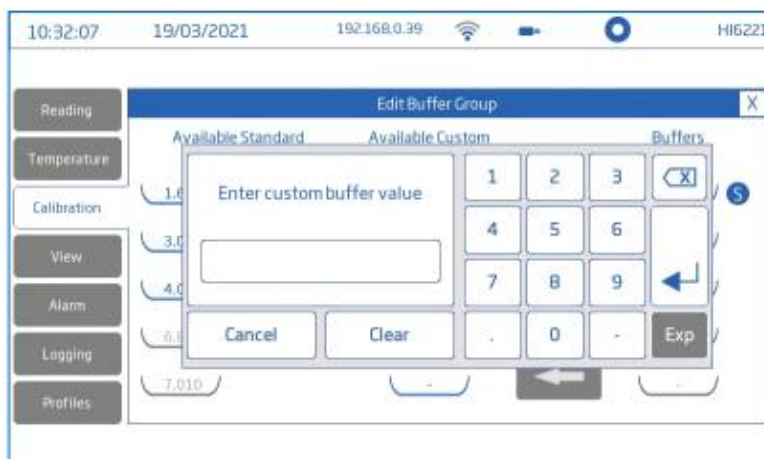 10:32:07 19/03/2021 192.168.0.39 HI6221
Edit Buffer Group X
Reading
Available Standard Available Custom Buffers
Temperature
Enter custom buffer value
1 2 3 X
S
Calibration
4 5 6
View
7 8 9
Alarm
Cancel Clear . 0 - Exp
Logging
7.010 - -
Profiles